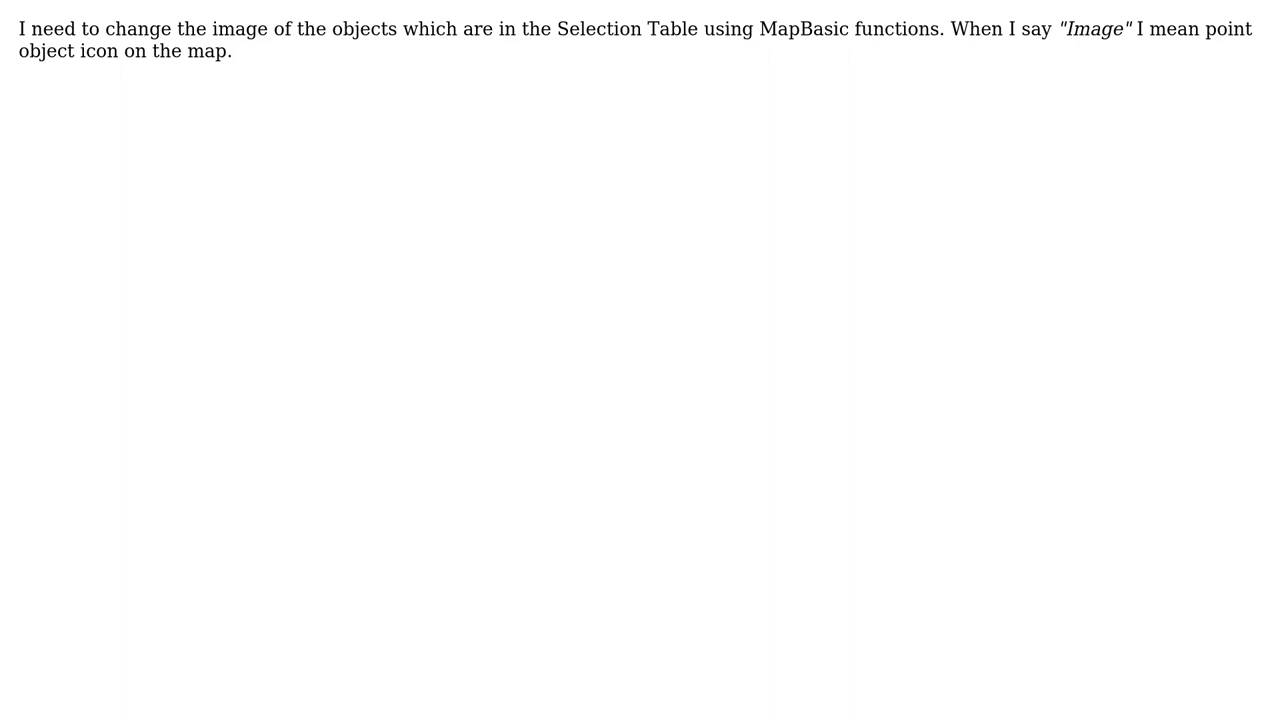 I need to change the image of the objects which are in the Selection Table using MapBasic functions. When I say "Image" I mean point
object icon on the map.